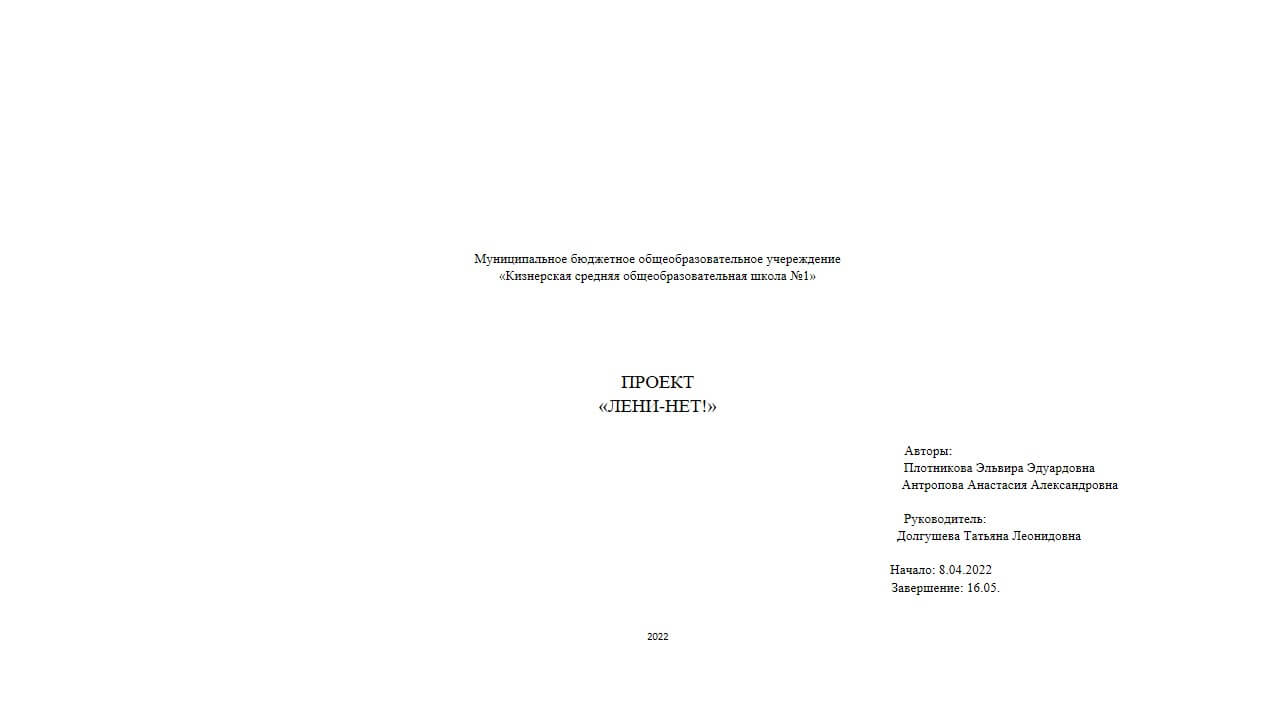 Муниципальное бюджетное общеобразовательное учереждение
«Кизнерская средняя общеобразовательная школа №1»
ПРОЕКТ
«ЛЕНИ-НЕТ!»
Авторы:
Плотникова Эльвира Эдуардовна
Антропова Анастасия Александровна
Руководитель:
Долгушева Татьяна Леонидовна
Начало: 8.04.2022
Завершение: 16.05.
2022